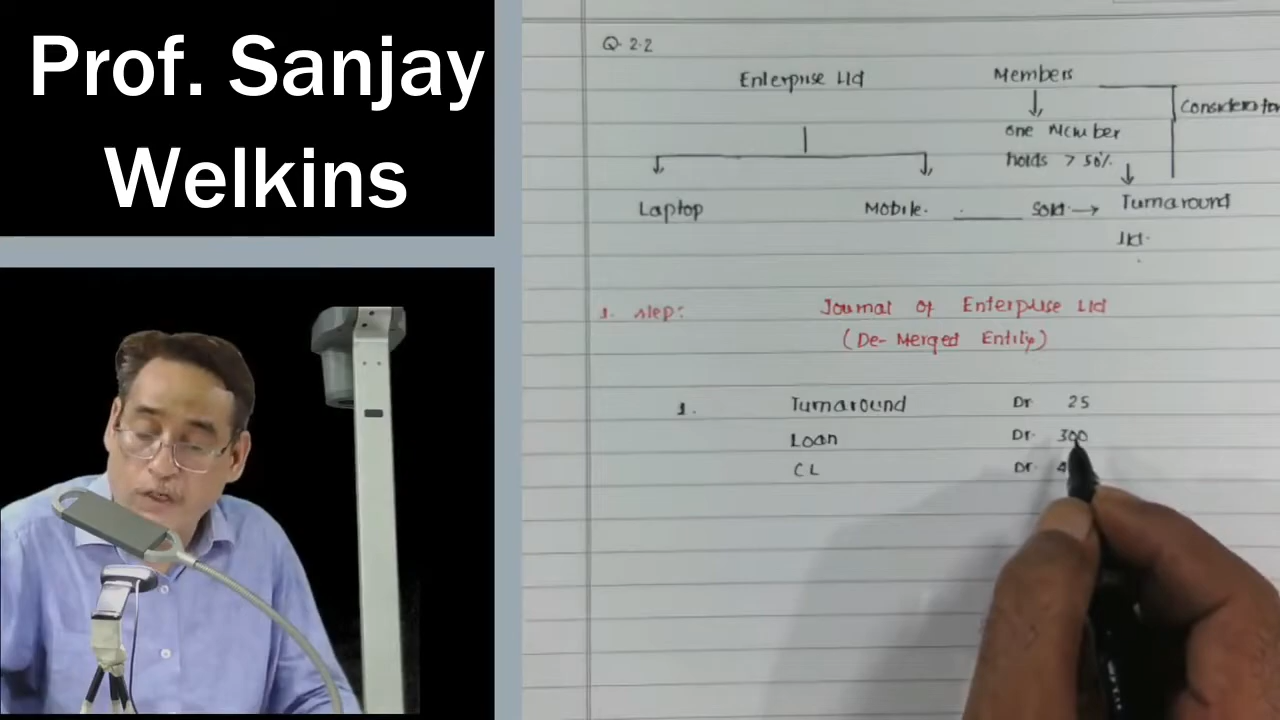 Prof. Sanjay
Welkins
Q. 2.2
Enterprise Ltd
Members
one Member
holds > 50%.
Laptop
Mobile.
Sold →
Turnaround
Ltd.
1. step:
Journal of Enterprise Ltd
(De-Merged Entity)
1. Turnaround Dr 25
Loan Dr. 300
CL Dr.